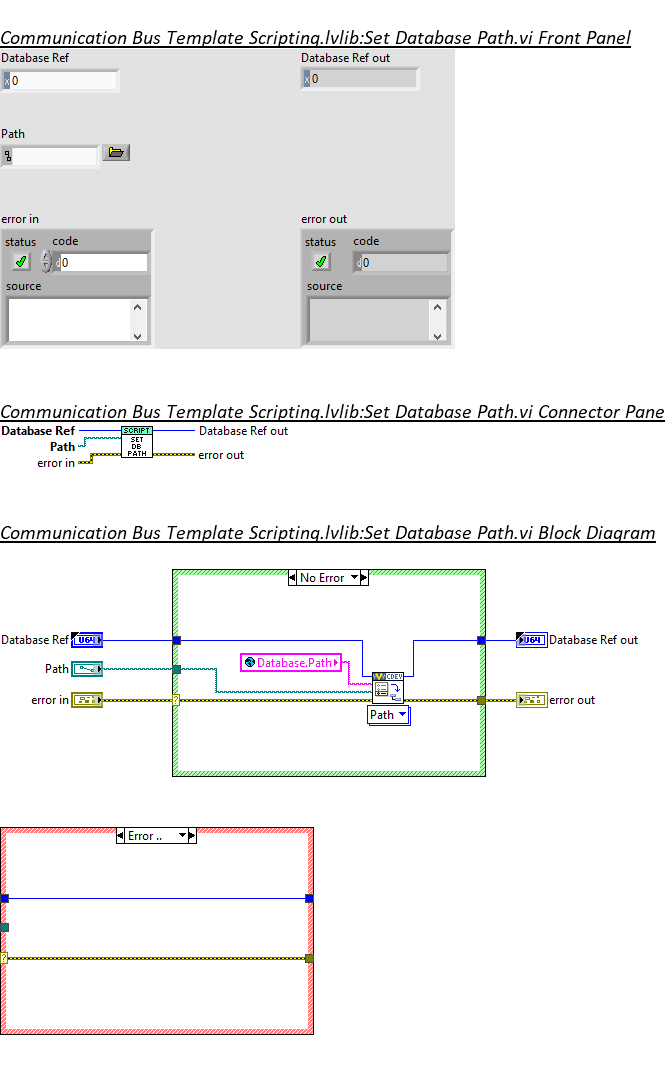 Communication Bus Template Scripting.lvlib:Set Database Path.vi Front Panel
Database Ref
Database Ref out
x 0
x 0
Path
error in
error out
status code
status code
d 0
d 0
source
source
Communication Bus Template Scripting.lvlib:Set Database Path.vi Connector Pane
Database Ref
SCRIPT
Database Ref out
Path
SET
DB
PATH
error in
error out
Communication Bus Template Scripting.lvlib:Set Database Path.vi Block Diagram
No Error
Database Ref
U64
U64
Database Ref out
Path
Database.Path
CDEV
error in
?
error out
Path
Error ..
?